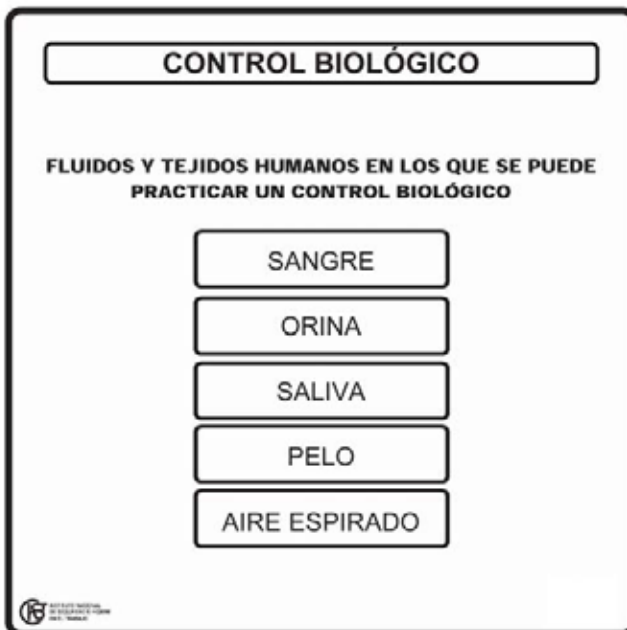 CONTROL BIOLÓGICO
FLUIDOS Y TEJIDOS HUMANOS EN LOS QUE SE PUEDE
PRACTICAR UN CONTROL BIOLÓGICO
SANGRE
ORINA
SALIVA
PELO
AIRE ESPIRADO